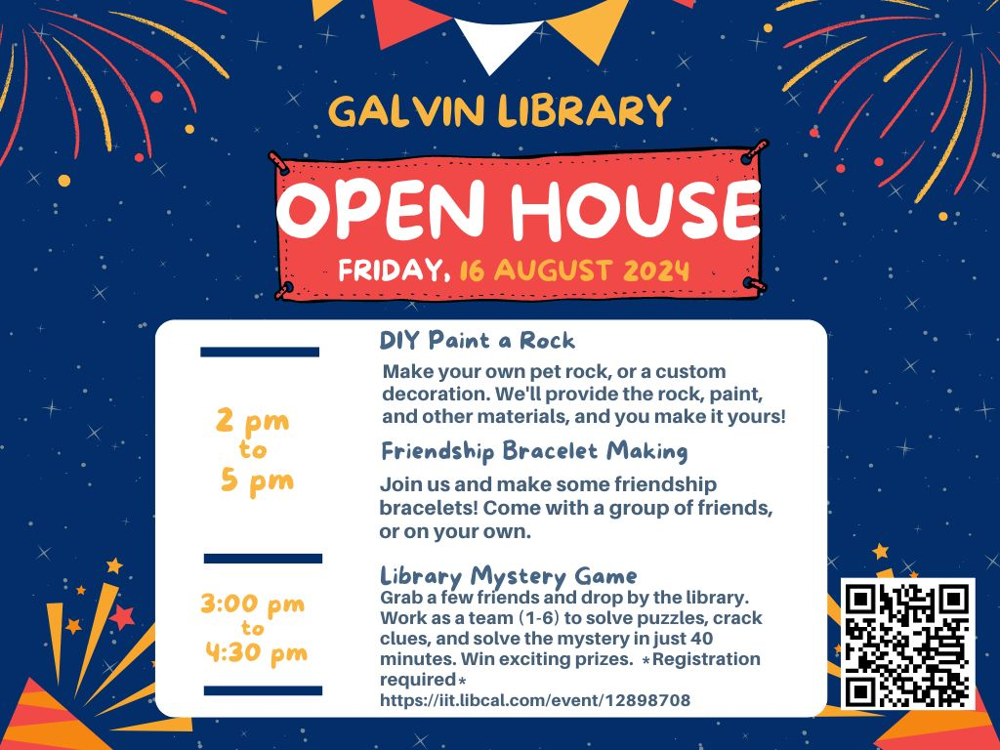 GALVIN LIBRARY
OPEN HOUSE
FRIDAY, 16 AUGUST 2024
2 pm
to
5 pm
DIY Paint a Rock
Make your own pet rock, or a custom
decoration. We'll provide the rock, paint,
and other materials, and you make it yours!
Friendship Bracelet Making
Join us and make some friendship
bracelets! Come with a group of friends,
or on your own.
3:00 pm
to
4:30 pm
Library Mystery Game
Grab a few friends and drop by the library.
Work as a team (1-6) to solve puzzles, crack
clues, and solve the mystery in just 40
minutes. Win exciting prizes. *Registration
required*
https://iit.libcal.com/event/12898708